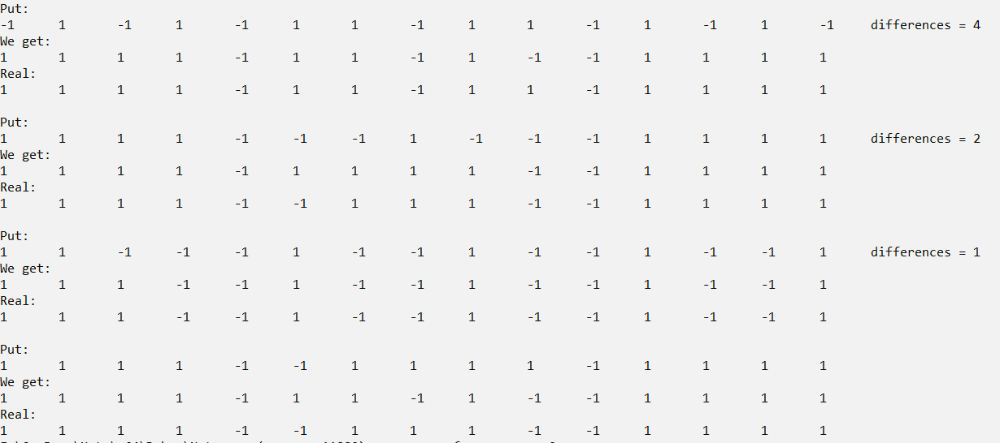 Put:
-1 1 -1 1 -1 1 1 -1 1 1 -1 1 -1 1 -1 differences = 4
We get:
1 1 1 1 -1 1 1 -1 1 -1 -1 1 1 1 1
Real:
1 1 1 1 -1 1 1 -1 1 1 -1 1 1 1 1
Put:
1 1 1 1 -1 -1 -1 1 -1 -1 -1 1 1 1 1 differences = 2
We get:
1 1 1 1 -1 1 1 1 1 -1 -1 1 1 1 1
Real:
1 1 1 1 -1 -1 1 1 1 -1 -1 1 1 1 1
Put:
1 1 -1 -1 -1 1 -1 -1 1 -1 -1 1 -1 -1 1 differences = 1
We get:
1 1 1 -1 -1 1 -1 -1 1 -1 -1 1 -1 -1 1
Real:
1 1 1 -1 -1 1 -1 -1 1 -1 -1 1 -1 -1 1
Put:
1 1 1 1 -1 -1 1 1 1 1 -1 1 1 1 1
We get:
1 1 1 1 -1 1 1 -1 1 -1 -1 1 1 1 1
Real:
1 1 1 1 -1 -1 1 1 1 -1 -1 1 1 1 1